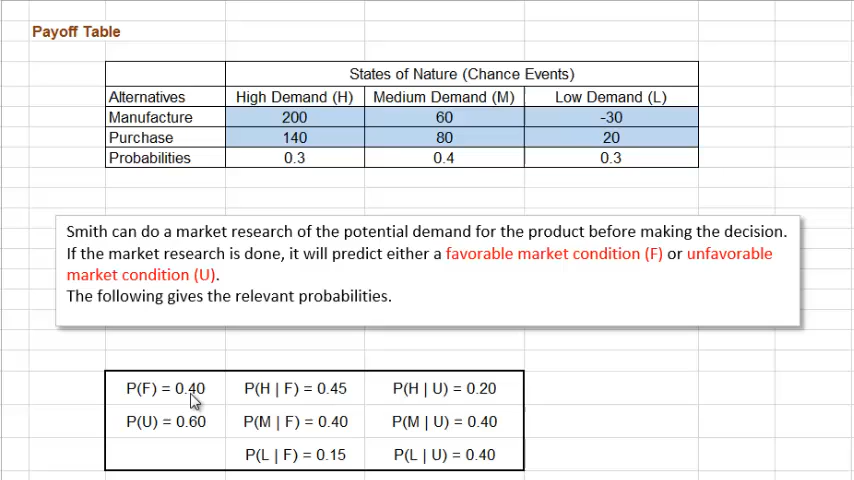 Payoff Table
States of Nature (Chance Events)
Alternatives High Demand (H) Medium Demand (M) Low Demand (L)
Manufacture 200 60 -30
Purchase 140 80 20
Probabilities 0.3 0.4 0.3
Smith can do a market research of the potential demand for the product before making the decision.
If the market research is done, it will predict either a favorable market condition (F) or unfavorable
market condition (U).
The following gives the relevant probabilities.
P(F) = 0.40 P(H | F) = 0.45 P(H | U) = 0.20
P(U) = 0.60 P(M | F) = 0.40 P(M | U) = 0.40
P(L | F) = 0.15 P(L | U) = 0.40